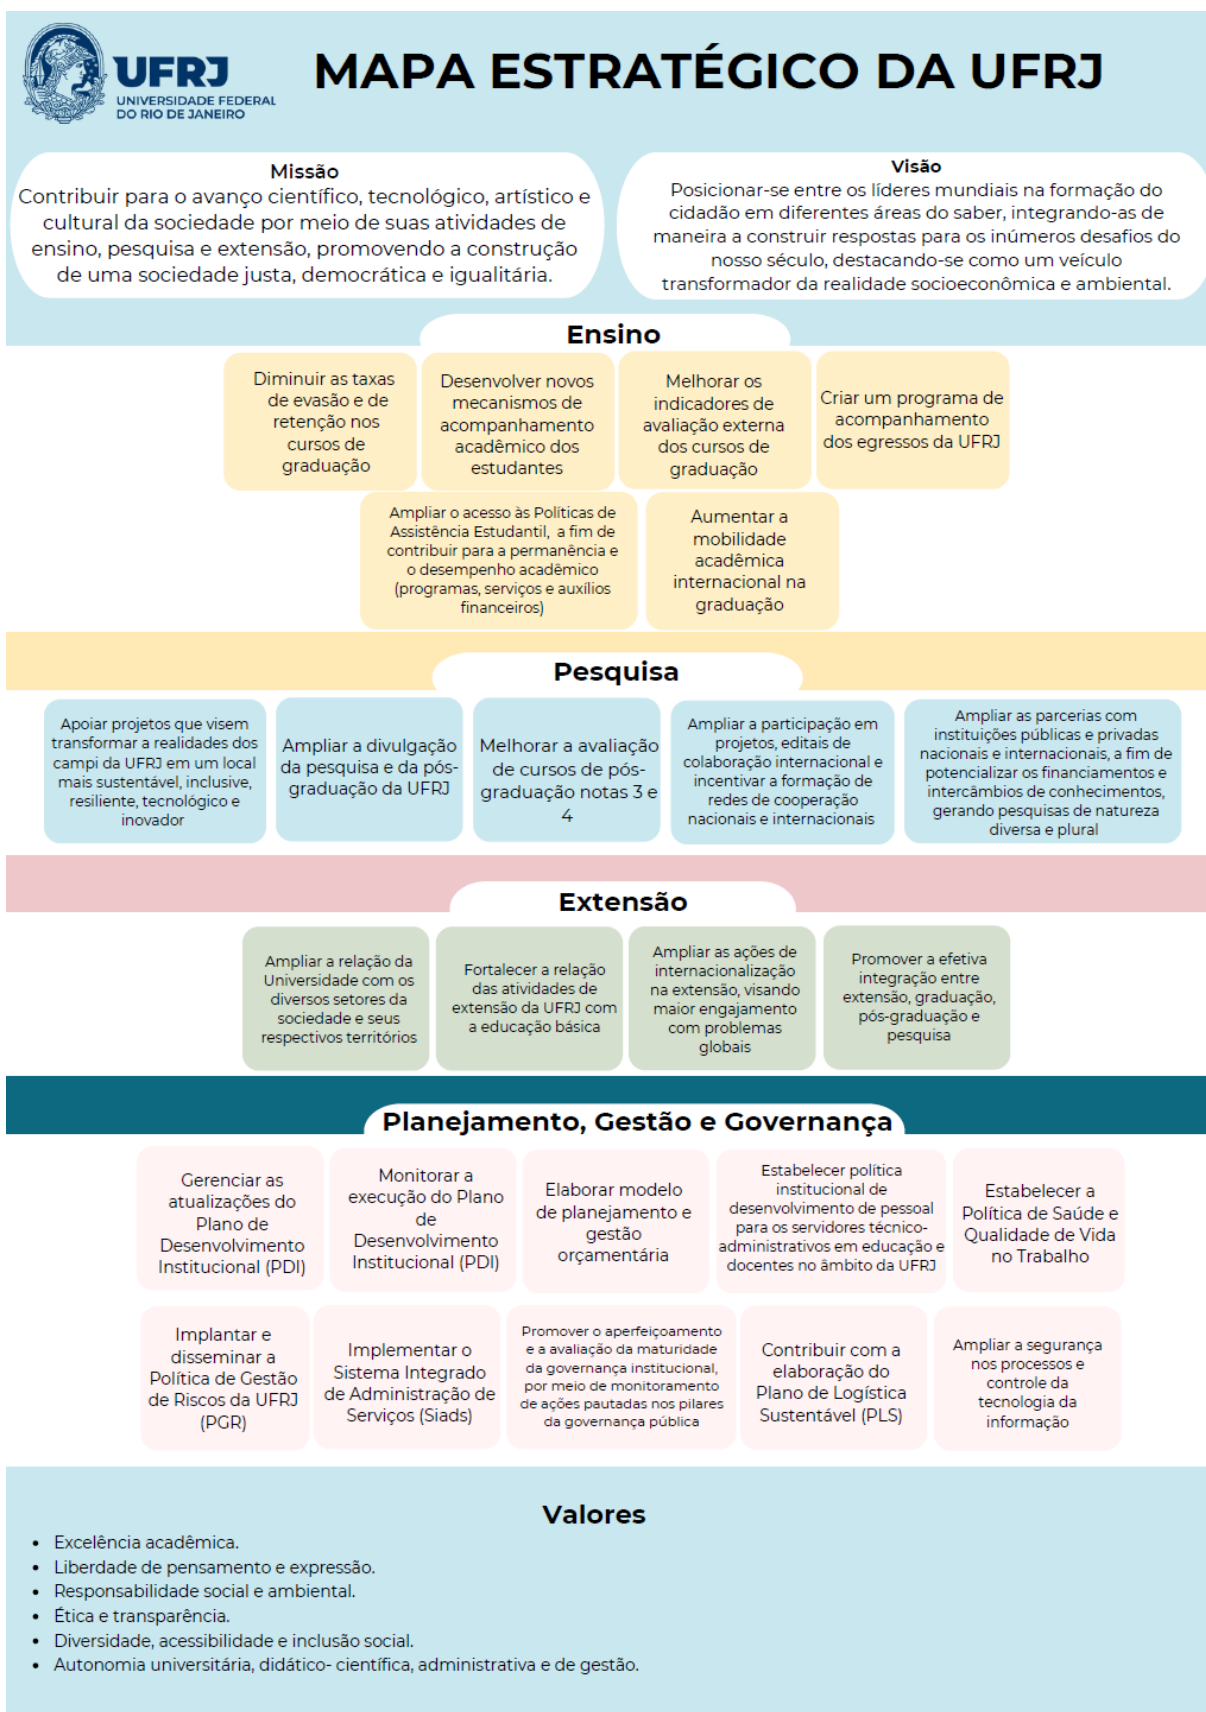 UFRJ
UNIVERSIDADE FEDERAL
DO RIO DE JANEIRO
MAPA ESTRATÉGICO DA UFRJ
Missão
Contribuir para o avanço científico, tecnológico, artístico e
cultural da sociedade por meio de suas atividades de
ensino, pesquisa e extensão, promovendo a construção
de uma sociedade justa, democrática e igualitária.
Visão
Posicionar-se entre os líderes mundiais na formação do
cidadão em diferentes áreas do saber, integrando-as de
maneira a construir respostas para os inúmeros desafios do
nosso século, destacando-se como um veículo
transformador da realidade socioeconômica e ambiental.
Ensino
Diminuir as taxas
de evasão e de
retenção nos
cursos de
graduação
Desenvolver novos
mecanismos de
acompanhamento
acadêmico dos
estudantes
Melhorar os
indicadores de
avaliação externa
dos cursos de
graduação
Criar um programa de
acompanhamento
dos egressos da UFRJ
Ampliar o acesso às Políticas de
Assistência Estudantil, a fim de
contribuir para a permanência e
o desempenho acadêmico
(programas, serviços e auxílios
financeiros)
Aumentar a
mobilidade
acadêmica
internacional na
graduação
Pesquisa
Apoiar projetos que visem
transformar a realidades dos
campi da UFRJ em um local
mais sustentável, inclusive,
resiliente, tecnológico e
inovador
Ampliar a divulgação
da pesquisa e da pós-
graduação da UFRJ
Melhorar a avaliação
de cursos de pós-
graduação notas 3 e
4
Ampliar a participação em
projetos, editais de
colaboração internacional e
incentivar a formação de
redes de cooperação
nacionais e internacionais
Ampliar as parcerias com
instituições públicas e privadas
nacionais e internacionais, a fim de
potencializar os financiamentos e
intercâmbios de conhecimentos,
gerando pesquisas de natureza
diversa e plural
Extensão
Ampliar a relação da
Universidade com os
diversos setores da
sociedade e seus
respectivos territórios
Fortalecer a relação
das atividades de
extensão da UFRJ com
a educação básica
Ampliar as ações de
internacionalização
na extensão, visando
maior engajamento
com problemas
globais
Promover a efetiva
integração entre
extensão, graduação,
pós-graduação e
pesquisa
Planejamento, Gestão e Governança
Gerenciar as
atualizações do
Plano de
Desenvolvimento
Institucional (PDI)
Monitorar a
execução do Plano
de
Desenvolvimento
Institucional (PDI)
Elaborar modelo
de planejamento e
gestão
orçamentária
Estabelecer política
institucional de
desenvolvimento de pessoal
para os servidores técnico-
administrativos em educação e
docentes no âmbito da UFRJ
Estabelecer a
Política de Saúde e
Qualidade de Vida
no Trabalho
Implantar e
disseminar a
Política de Gestão
de Riscos da UFRJ
(PGR)
Implementar o
Sistema Integrado
de Administração de
Serviços (Siads)
Promover o aperfeiçoamento
e a avaliação da maturidade
da governança institucional,
por meio de monitoramento
de ações pautadas nos pilares
da governança pública
Contribuir com a
elaboração do
Plano de Logística
Sustentável (PLS)
Ampliar a segurança
nos processos e
controle da
tecnologia da
informação
Valores
• Excelência acadêmica.
• Liberdade de pensamento e expressão.
• Responsabilidade social e ambiental.
• Ética e transparência.
• Diversidade, acessibilidade e inclusão social.
• Autonomia universitária, didático- científica, administrativa e de gestão.